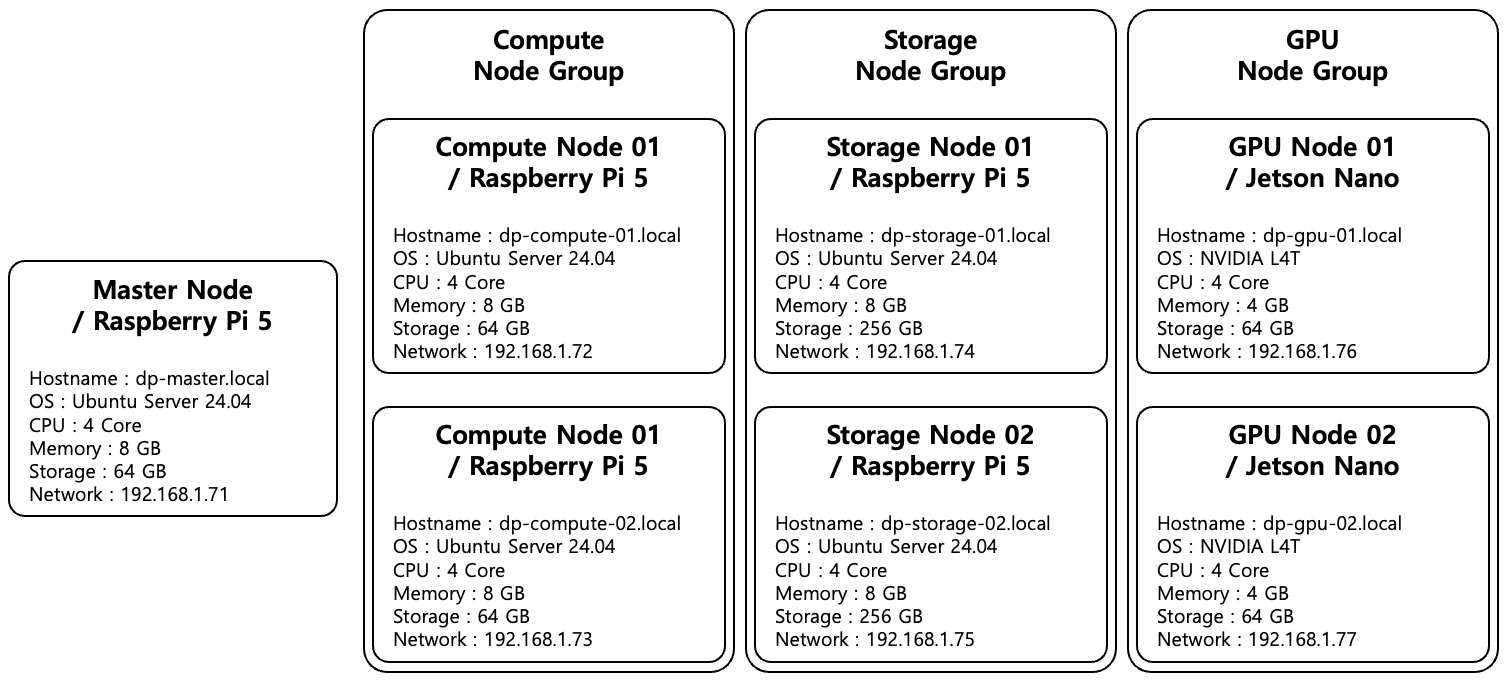 Master Node
/ Raspberry Pi 5
Hostname : dp-master.local
OS : Ubuntu Server 24.04
CPU : 4 Core
Memory : 8 GB
Storage : 64 GB
Network : 192.168.1.71
Compute
Node Group
Compute Node 01
/ Raspberry Pi 5
Hostname : dp-compute-01.local
OS : Ubuntu Server 24.04
CPU : 4 Core
Memory : 8 GB
Storage : 64 GB
Network : 192.168.1.72
Compute Node 01
/ Raspberry Pi 5
Hostname : dp-compute-02.local
OS : Ubuntu Server 24.04
CPU : 4 Core
Memory : 8 GB
Storage : 64 GB
Network : 192.168.1.73
Storage
Node Group
Storage Node 01
/ Raspberry Pi 5
Hostname : dp-storage-01.local
OS : Ubuntu Server 24.04
CPU : 4 Core
Memory : 8 GB
Storage : 256 GB
Network : 192.168.1.74
Storage Node 02
/ Raspberry Pi 5
Hostname : dp-storage-02.local
OS : Ubuntu Server 24.04
CPU : 4 Core
Memory : 8 GB
Storage : 256 GB
Network : 192.168.1.75
GPU
Node Group
GPU Node 01
/ Jetson Nano
Hostname : dp-gpu-01.local
OS : NVIDIA L4T
CPU : 4 Core
Memory : 4 GB
Storage : 64 GB
Network : 192.168.1.76
GPU Node 02
/ Jetson Nano
Hostname : dp-gpu-02.local
OS : NVIDIA L4T
CPU : 4 Core
Memory : 4 GB
Storage : 64 GB
Network : 192.168.1.77